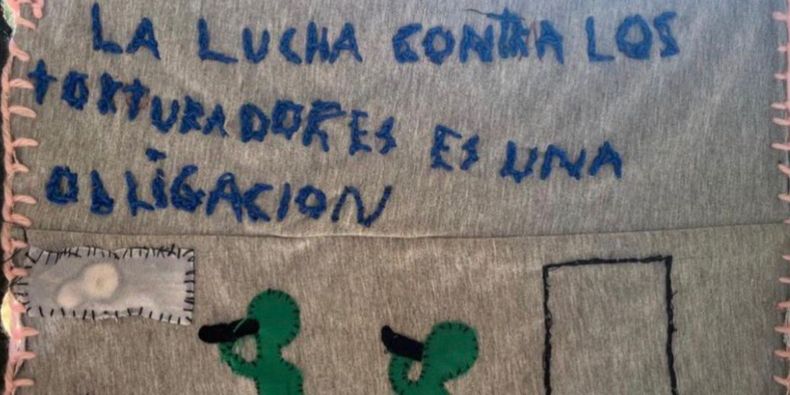 LA LUCHA CONTRA LOS
TORTURADORES ES UNA
OBLIGACION